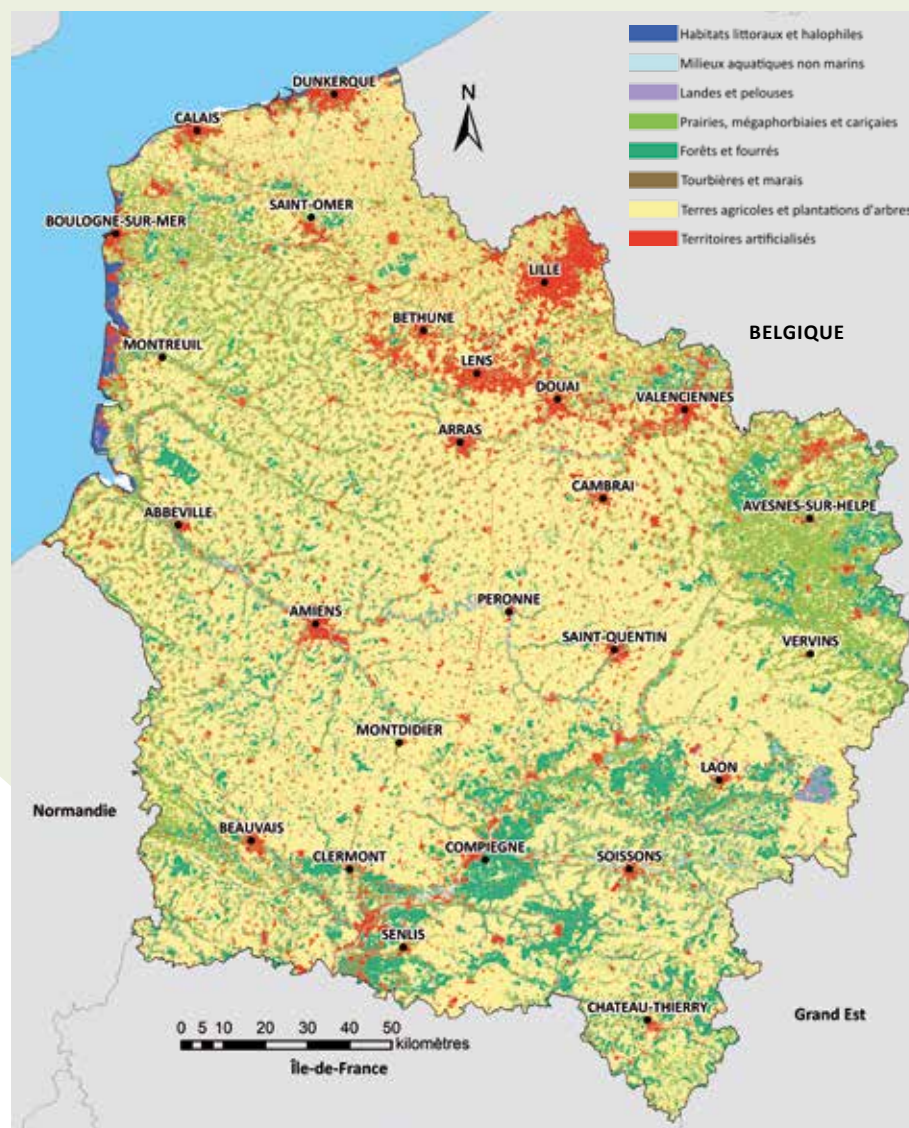 Habitats littoraux et halophiles
Milieux aquatiques non marins
Landes et pelouses
Prairies, mégaphorbiaies et cariçaies
Forêts et fourrés
Tourbières et marais
Terres agricoles et plantations d'arbres
Territoires artificialisés
N
DUNKERQUE
CALAIS
SAINT-OMER
BOULOGNE-SUR-MER
LILLE
BETHUNE
BELGIQUE
MONTREUIL
LENS
DOUAI
VALENCIENNES
ARRAS
CAMBRAI
AVESNES-SUR-HELPE
ABBEVILLE
PERONNE
AMIENS
SAINT-QUENTIN
VERVINS
MONTDIDIER
LAON
Normandie
BEAUVAIS
CLERMONT
COMPIEGNE
SOISSONS
SENLIS
CHATEAU-THIERRY
Grand Est
0 5 10 20 30 40 50
kilomètres
Île-de-France